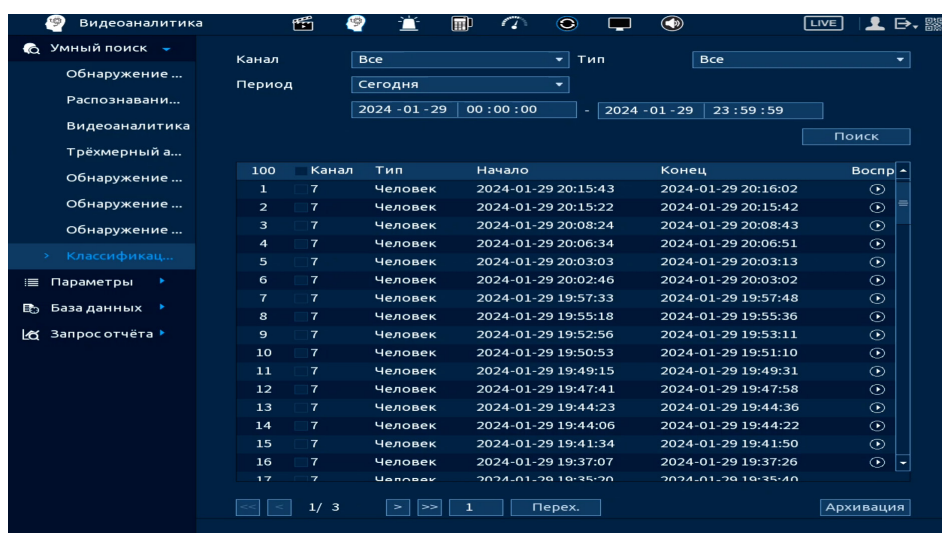 Видеоаналитика
LIVE
Умный поиск
Обнаружение ...
Распознавани...
Видеоаналитика
Трёхмерный а...
Обнаружение ...
Обнаружение ...
Обнаружение ...
> Классификац...
Параметры
База данных
Запрос отчёта
Канал Все Тип Все
Период Сегодня
2024 -01 -29 00 : 00 : 00 - 2024 -01 -29 23 : 59 : 59
Поиск
100 Канал Тип Начало Конец Воспр
1 7 Человек 2024-01-29 20:15:43 2024-01-29 20:16:02
2 7 Человек 2024-01-29 20:15:22 2024-01-29 20:15:42
3 7 Человек 2024-01-29 20:08:24 2024-01-29 20:08:43
4 7 Человек 2024-01-29 20:06:34 2024-01-29 20:06:51
5 7 Человек 2024-01-29 20:03:03 2024-01-29 20:03:13
6 7 Человек 2024-01-29 20:02:46 2024-01-29 20:03:02
7 7 Человек 2024-01-29 19:57:33 2024-01-29 19:57:48
8 7 Человек 2024-01-29 19:55:18 2024-01-29 19:55:36
9 7 Человек 2024-01-29 19:52:56 2024-01-29 19:53:11
10 7 Человек 2024-01-29 19:50:53 2024-01-29 19:51:10
11 7 Человек 2024-01-29 19:49:15 2024-01-29 19:49:31
12 7 Человек 2024-01-29 19:47:41 2024-01-29 19:47:58
13 7 Человек 2024-01-29 19:44:23 2024-01-29 19:44:36
14 7 Человек 2024-01-29 19:44:06 2024-01-29 19:44:22
15 7 Человек 2024-01-29 19:41:34 2024-01-29 19:41:50
16 7 Человек 2024-01-29 19:37:07 2024-01-29 19:37:26
17 7 Человек 2024-01-29 19:35:20 2024-01-29 19:35:40
<< < 1/ 3 > >> 1 Перех. Архивация